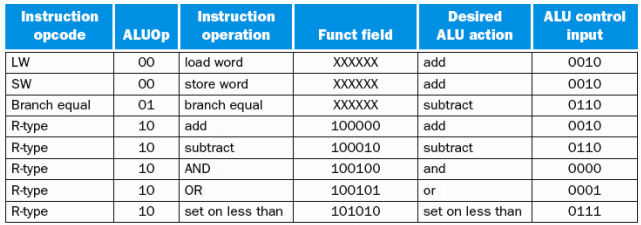 Instruction opcode ALUOp Instruction operation Funct field Desired ALU action ALU control input
LW 00 load word XXXXXX add 0010
SW 00 store word XXXXXX add 0010
Branch equal 01 branch equal XXXXXX subtract 0110
R-type 10 add 100000 add 0010
R-type 10 subtract 100010 subtract 0110
R-type 10 AND 100100 and 0000
R-type 10 OR 100101 or 0001
R-type 10 set on less than 101010 set on less than 0111